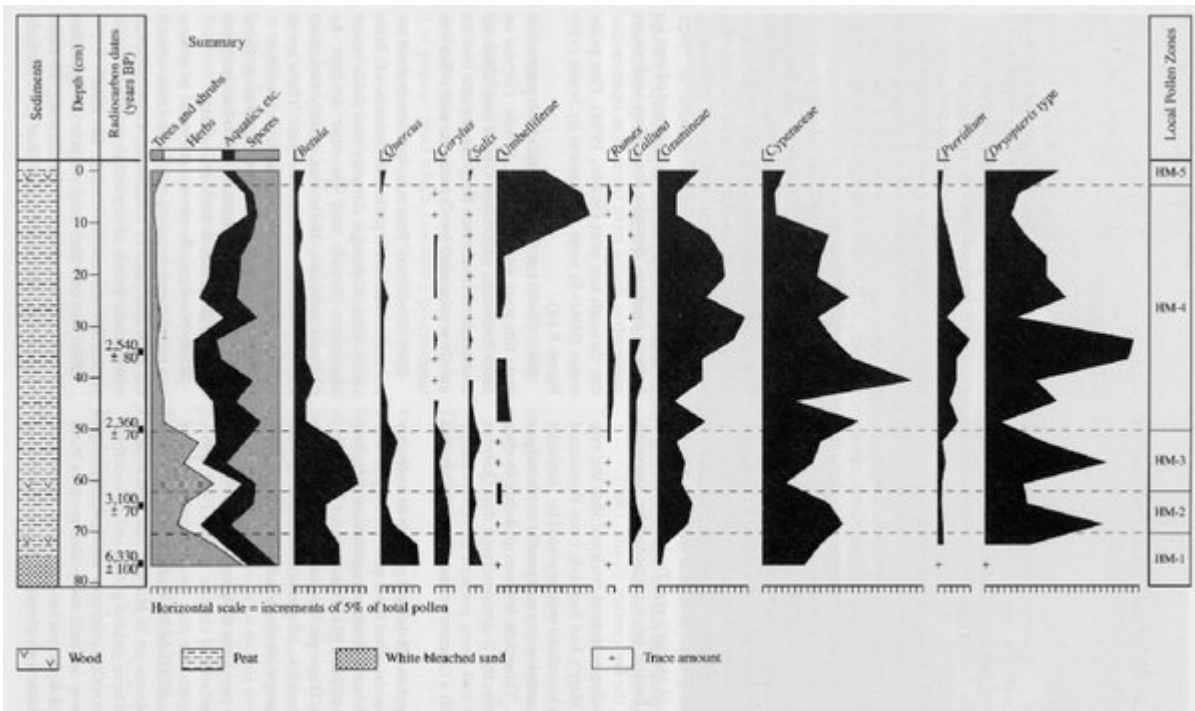 Sediments
Depth (cm)
Radiocarbon dates
(years BP)
Summary
Trees and shrubs
Herbs
Aquatics etc.
Spores
Betula
Quercus
Corylus
Salix
Umbelliferae
Rumex
Calluna
Gramineae
Cyperaceae
Pteridium
Dryopteris type
Local Pollen Zones
0
10
20
30
40
50
60
70
80
2,540
± 80
2,360
± 70
3,100
± 70
6,330
± 100
HM-5
HM-4
HM-3
HM-2
HM-1
Horizontal scale = increments of 5% of total pollen
Wood
Peat
White bleached sand
+ Trace amount